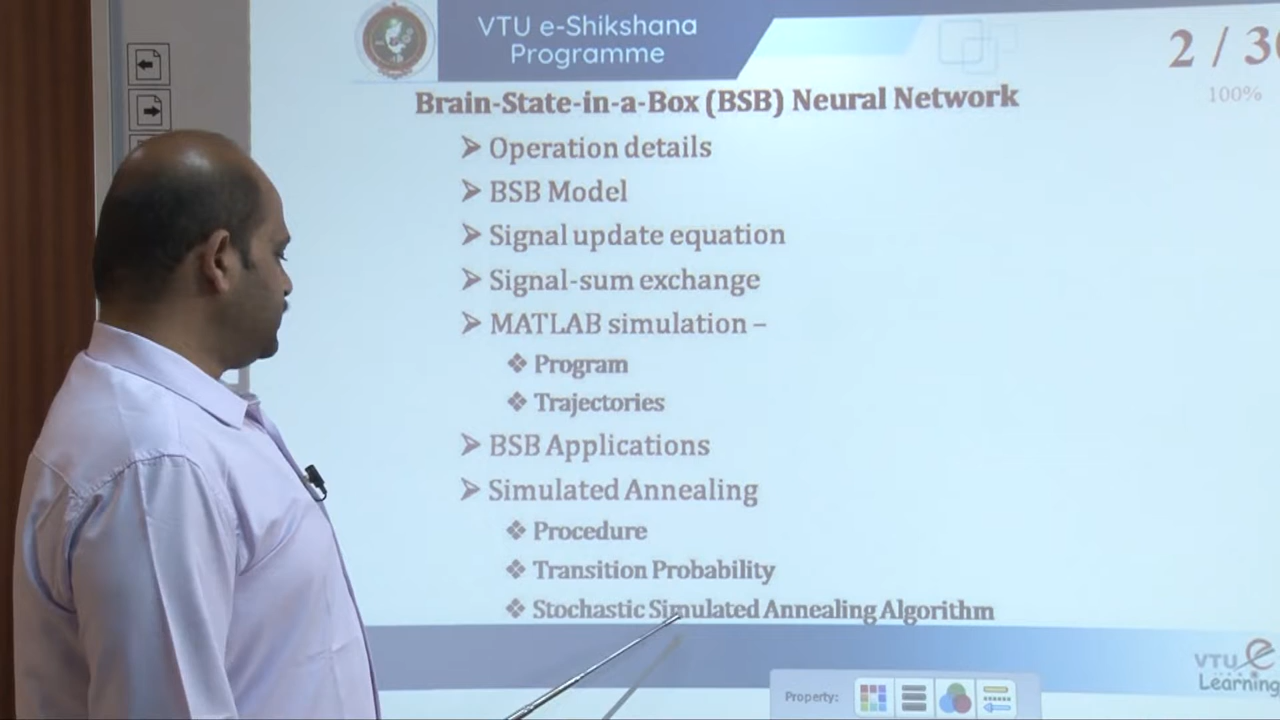 VTU e-Shikshana
Programme
2 / 30
100%
Brain-State-in-a-Box (BSB) Neural Network
➢ Operation details
➢ BSB Model
➢ Signal update equation
➢ Signal-sum exchange
➢ MATLAB simulation –
❖ Program
❖ Trajectories
➢ BSB Applications
➢ Simulated Annealing
❖ Procedure
❖ Transition Probability
❖ Stochastic Simulated Annealing Algorithm
VTU e
Learning
Property: